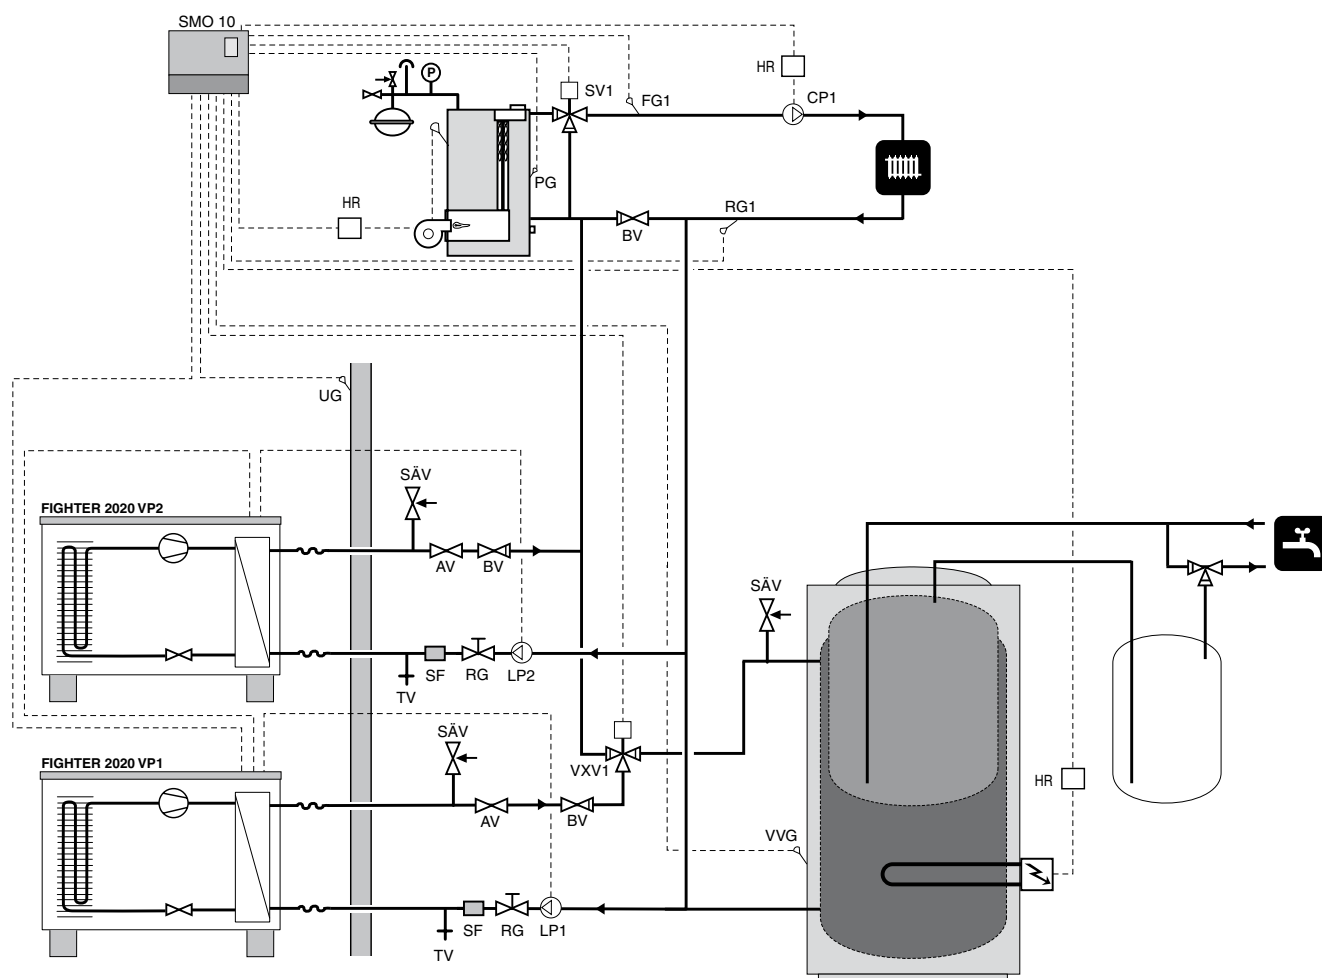 SMO 10
P
SV1
FG1
HR
CP1
PG
HR
BV
RG1
UG
SÄV
FIGHTER 2020 VP2
AV
BV
SÄV
SF
RG
LP2
TV
SÄV
VXV1
FIGHTER 2020 VP1
HR
AV
BV
VVG
SF
RG
LP1
TV